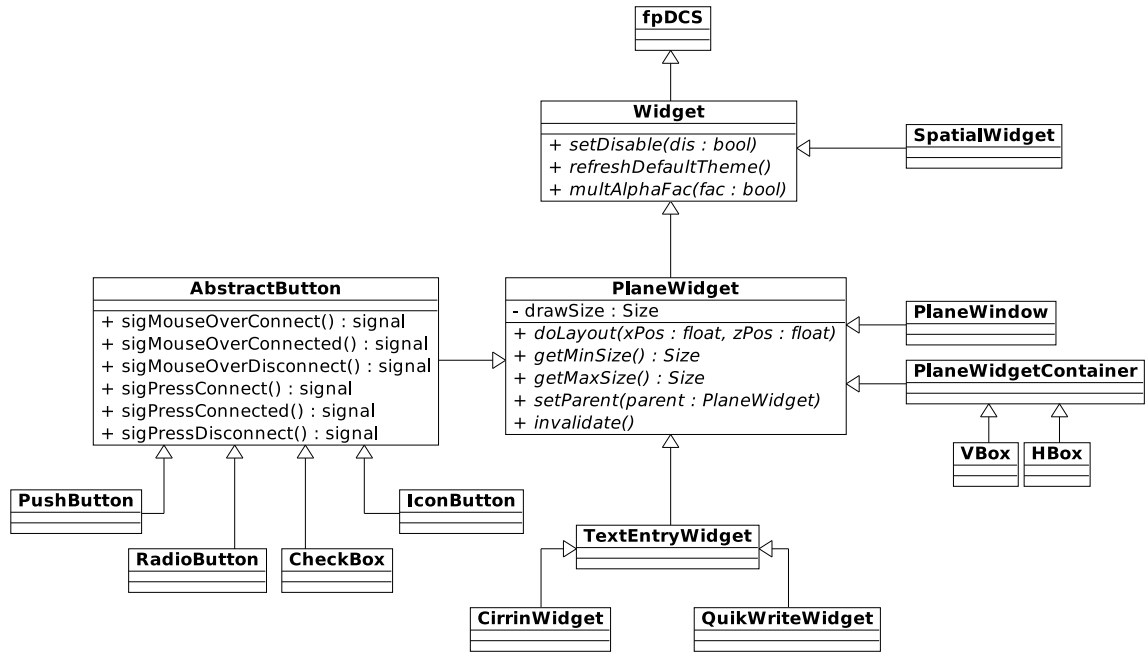 fpDCS
Widget
+ setDisable(dis : bool)
+ refreshDefaultTheme()
+ multAlphaFac(fac : bool)
SpatialWidget
AbstractButton
+ sigMouseOverConnect() : signal
+ sigMouseOverConnected() : signal
+ sigMouseOverDisconnect() : signal
+ sigPressConnect() : signal
+ sigPressConnected() : signal
+ sigPressDisconnect() : signal
PlaneWidget
- drawSize : Size
+ doLayout(xPos : float, zPos : float)
+ getMinSize() : Size
+ getMaxSize() : Size
+ setParent(parent : PlaneWidget)
+ invalidate()
PlaneWindow
PlaneWidgetContainer
VBox
HBox
PushButton
RadioButton
CheckBox
IconButton
TextEntryWidget
CirrinWidget
QuikWriteWidget